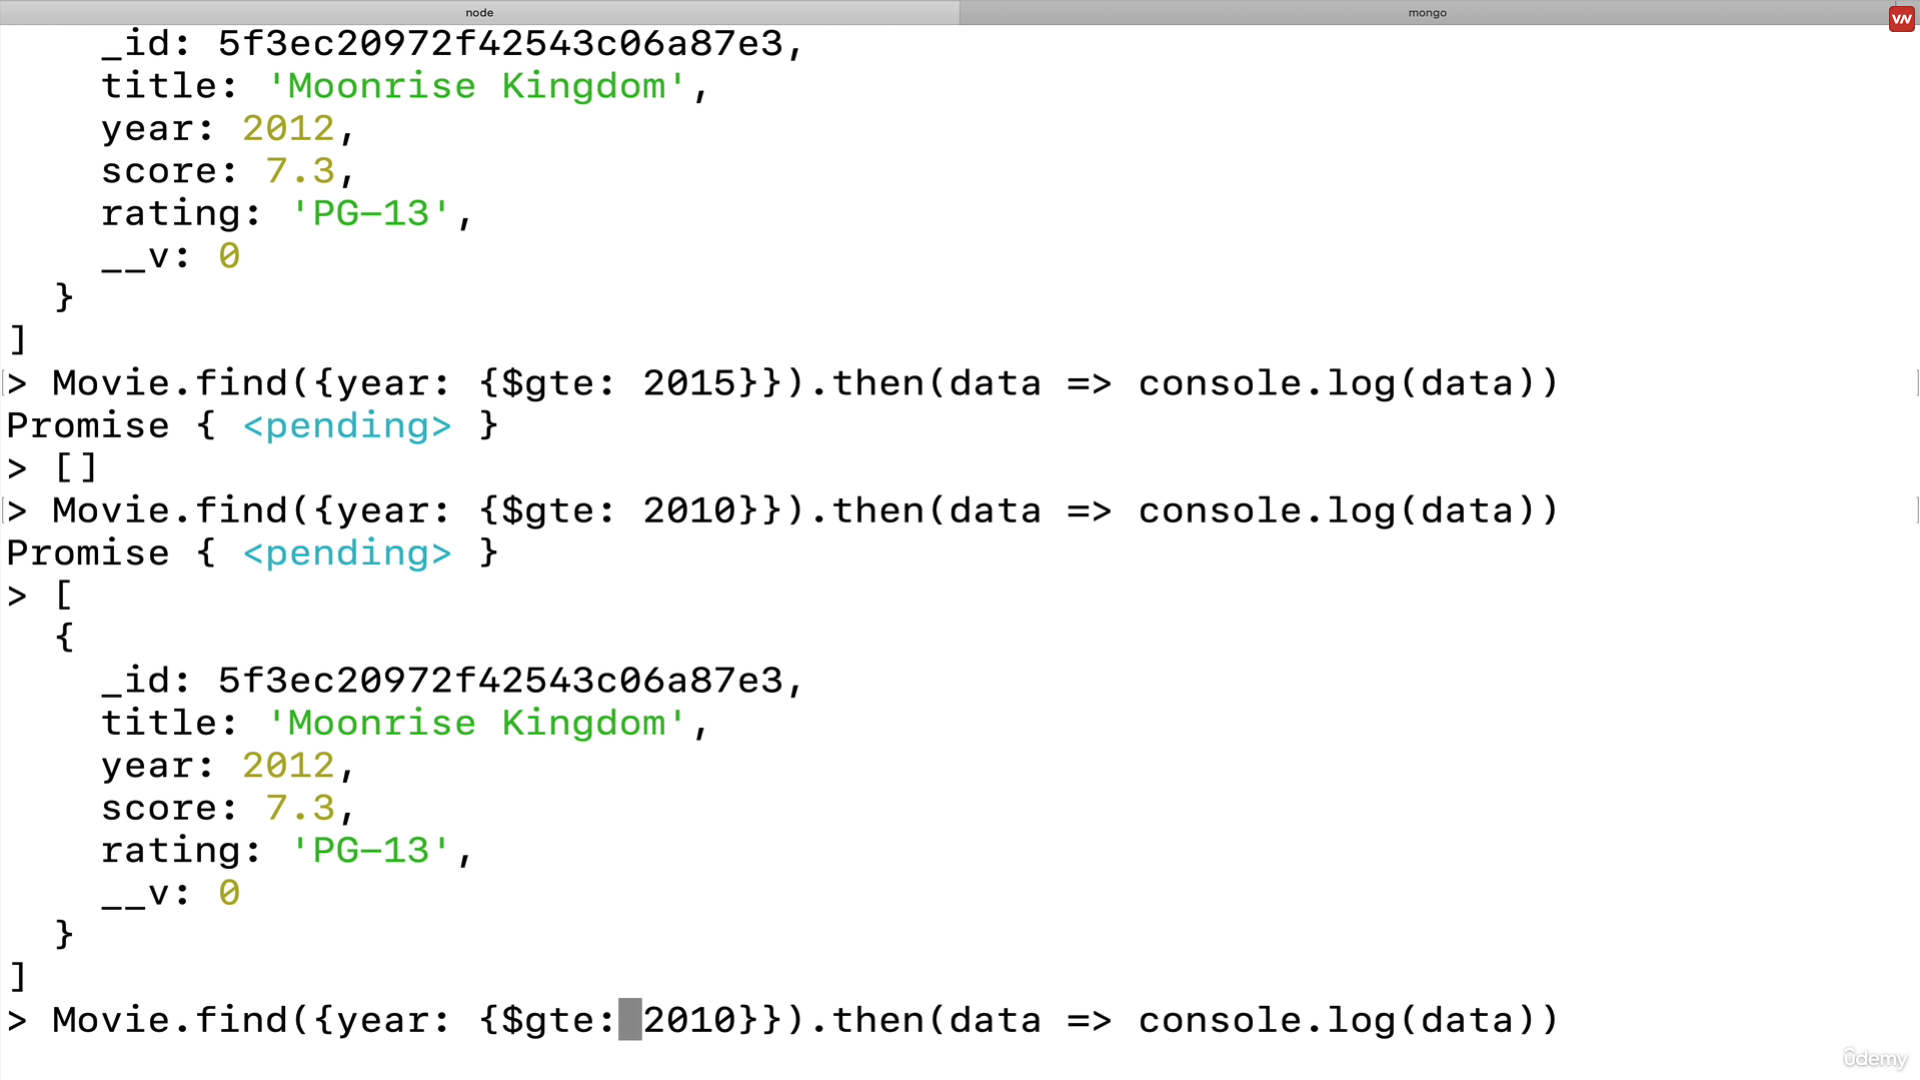 node
mongo
_id: 5f3ec20972f42543c06a87e3,
title: 'Moonrise Kingdom',
year: 2012,
score: 7.3,
rating: 'PG-13',
__v: 0
}
]
> Movie.find({year: {$gte: 2015}}).then(data => console.log(data))
Promise { <pending> }
> []
> Movie.find({year: {$gte: 2010}}).then(data => console.log(data))
Promise { <pending> }
> [
{
_id: 5f3ec20972f42543c06a87e3,
title: 'Moonrise Kingdom',
year: 2012,
score: 7.3,
rating: 'PG-13',
__v: 0
}
]
> Movie.find({year: {$gte: 2010}}).then(data => console.log(data))
ûdemy